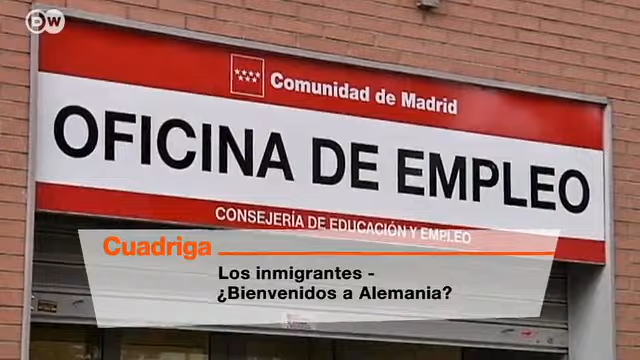 DW
Comunidad de Madrid
OFICINA DE EMPLEO
CONSEJERÍA DE EDUCACIÓN Y EMPLEO
Cuadriga
Los inmigrantes -
¿Bienvenidos a Alemania?